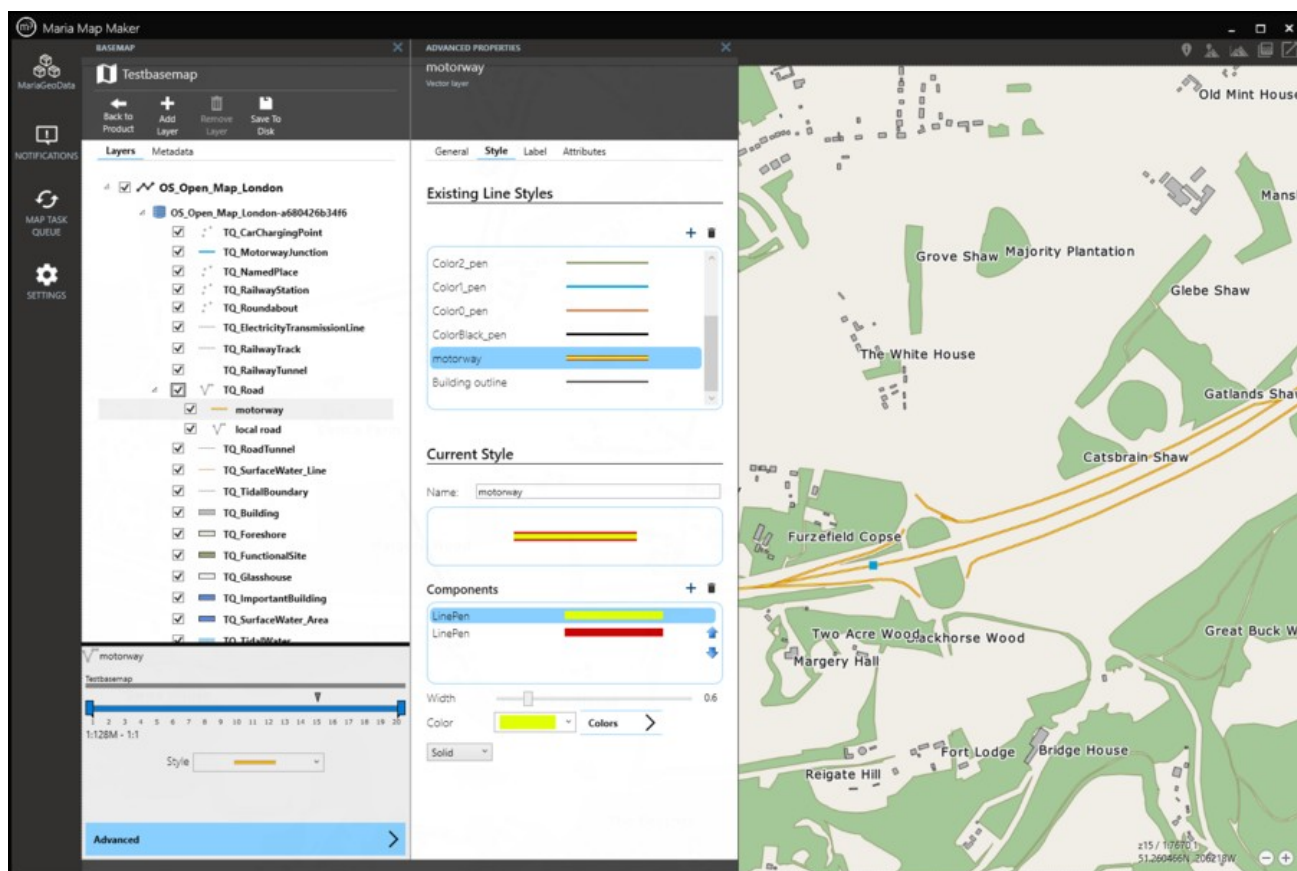 Maria Map Maker
MariaGeoData
NOTIFICATIONS
MAP TASK
QUEUE
SETTINGS
BASEMAP
Testbasemap
Back to
Product
Add
Layer
Remove
Layer
Save To
Disk
Layers Metadata
OS_Open_Map_London
OS_Open_Map_London-a680426b34f6
TQ_CarChargingPoint
TQ_MotorwayJunction
TQ_NamedPlace
TQ_RailwayStation
TQ_Roundabout
TQ_ElectricityTransmissionLine
TQ_RailwayTrack
TQ_RailwayTunnel
TQ_Road
motorway
local road
TQ_RoadTunnel
TQ_SurfaceWater_Line
TQ_TidalBoundary
TQ_Building
TQ_Foreshore
TQ_FunctionalSite
TQ_Glasshouse
TQ_ImportantBuilding
TQ_SurfaceWater_Area
TQ_TidalWater
motorway
Testbasemap
1 2 3 4 5 6 7 8 9 10 11 12 13 14 15 16 17 18 19 20
1:128M - 1:1
Style
Advanced
ADVANCED PROPERTIES
motorway
Vector layer
General Style Label Attributes
Existing Line Styles
Color2_pen
Color1_pen
Color0_pen
ColorBlack_pen
motorway
Building outline
Current Style
Name: motorway
Components
LinePen
LinePen
Width 0.6
Color Colors
Solid
Old Mint House
Mans
Grove Shaw
Majority Plantation
Glebe Shaw
The White House
Gatlands Shaw
Catsbrain Shaw
Furzefield Copse
Two Acre Wood
Blackhorse Wood
Great Buck W
Margery Hall
Fort Lodge
Bridge House
Reigate Hill
51.260466N .206218W